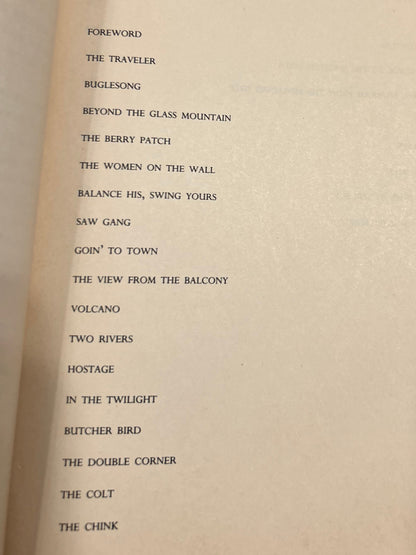 FOREWORD
THE TRAVELER
BUGLESONG
BEYOND THE GLASS MOUNTAIN
THE BERRY PATCH
THE WOMEN ON THE WALL
BALANCE HIS, SWING YOURS
SAW GANG
GOIN' TO TOWN
THE VIEW FROM THE BALCONY
VOLCANO
TWO RIVERS
HOSTAGE
IN THE TWILIGHT
BUTCHER BIRD
THE DOUBLE CORNER
THE COLT
THE CHINK